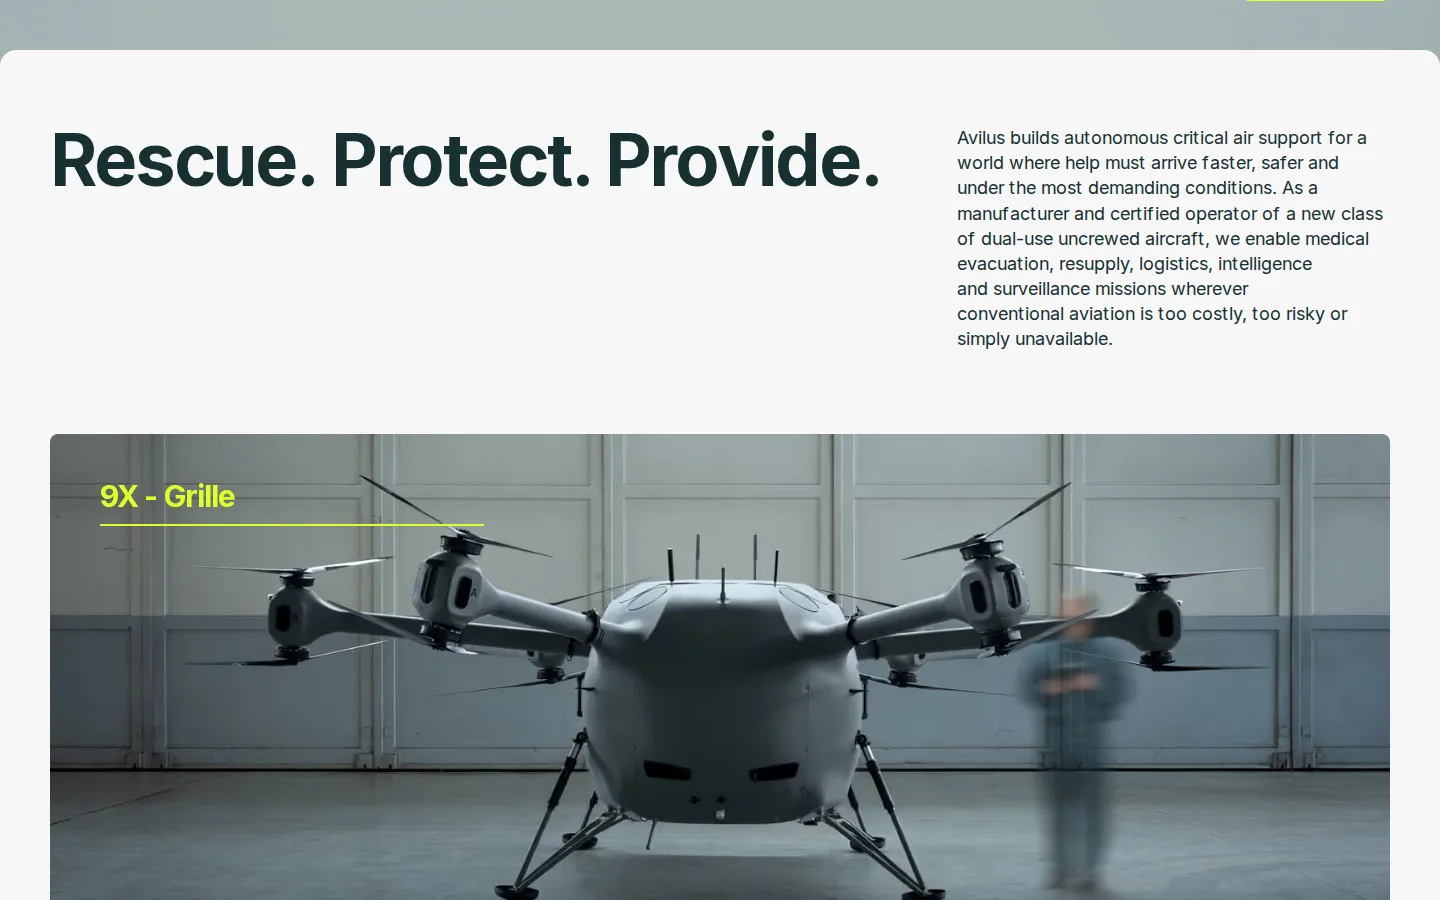 Rescue. Protect. Provide.
Avilus builds autonomous critical air support for a
world where help must arrive faster, safer and
under the most demanding conditions. As a
manufacturer and certified operator of a new class
of dual-use uncrewed aircraft, we enable medical
evacuation, resupply, logistics, intelligence
and surveillance missions wherever
conventional aviation is too costly, too risky or
simply unavailable.
9X - Grille